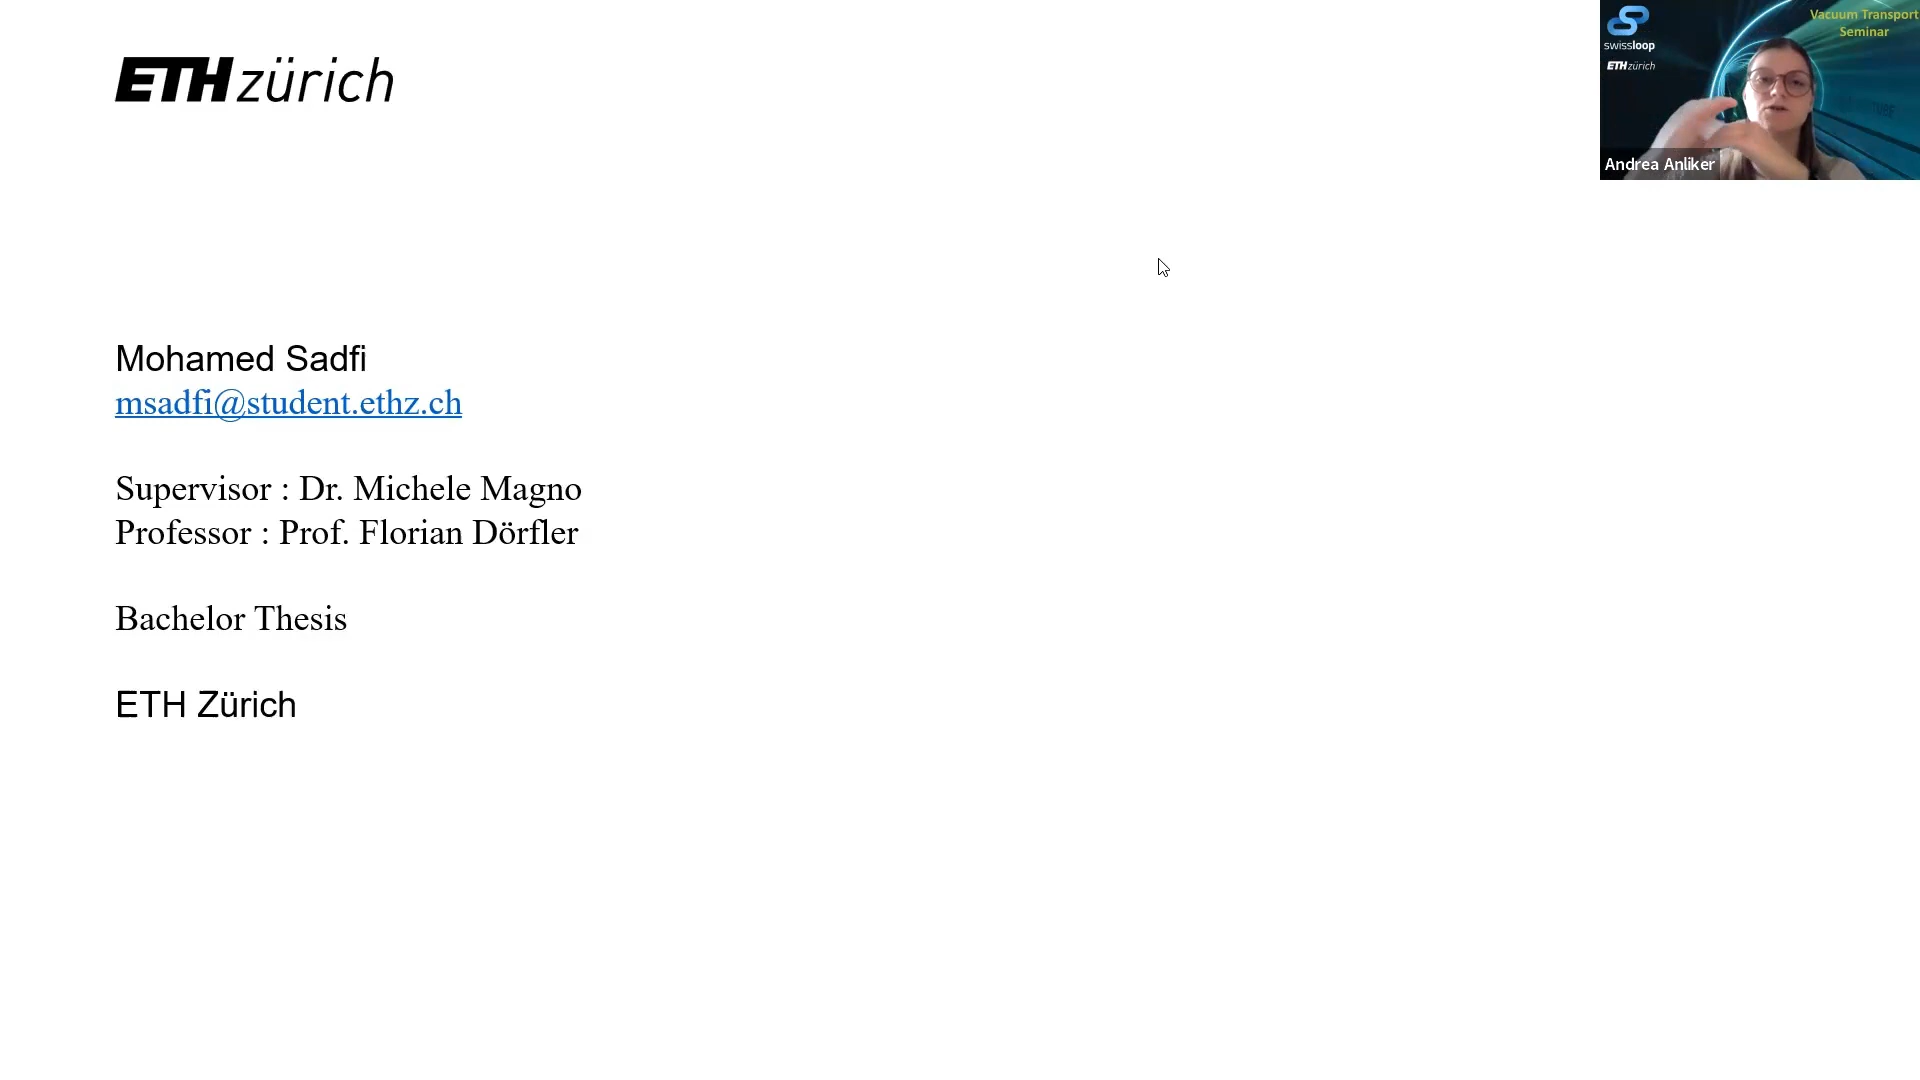 ETH zürich
Mohamed Sadfi
msadfi@student.ethz.ch
Supervisor : Dr. Michele Magno
Professor : Prof. Florian Dörfler
Bachelor Thesis
ETH Zürich
swissloop
ETH zürich
Vacuum Transport
Seminar
Andrea Anliker